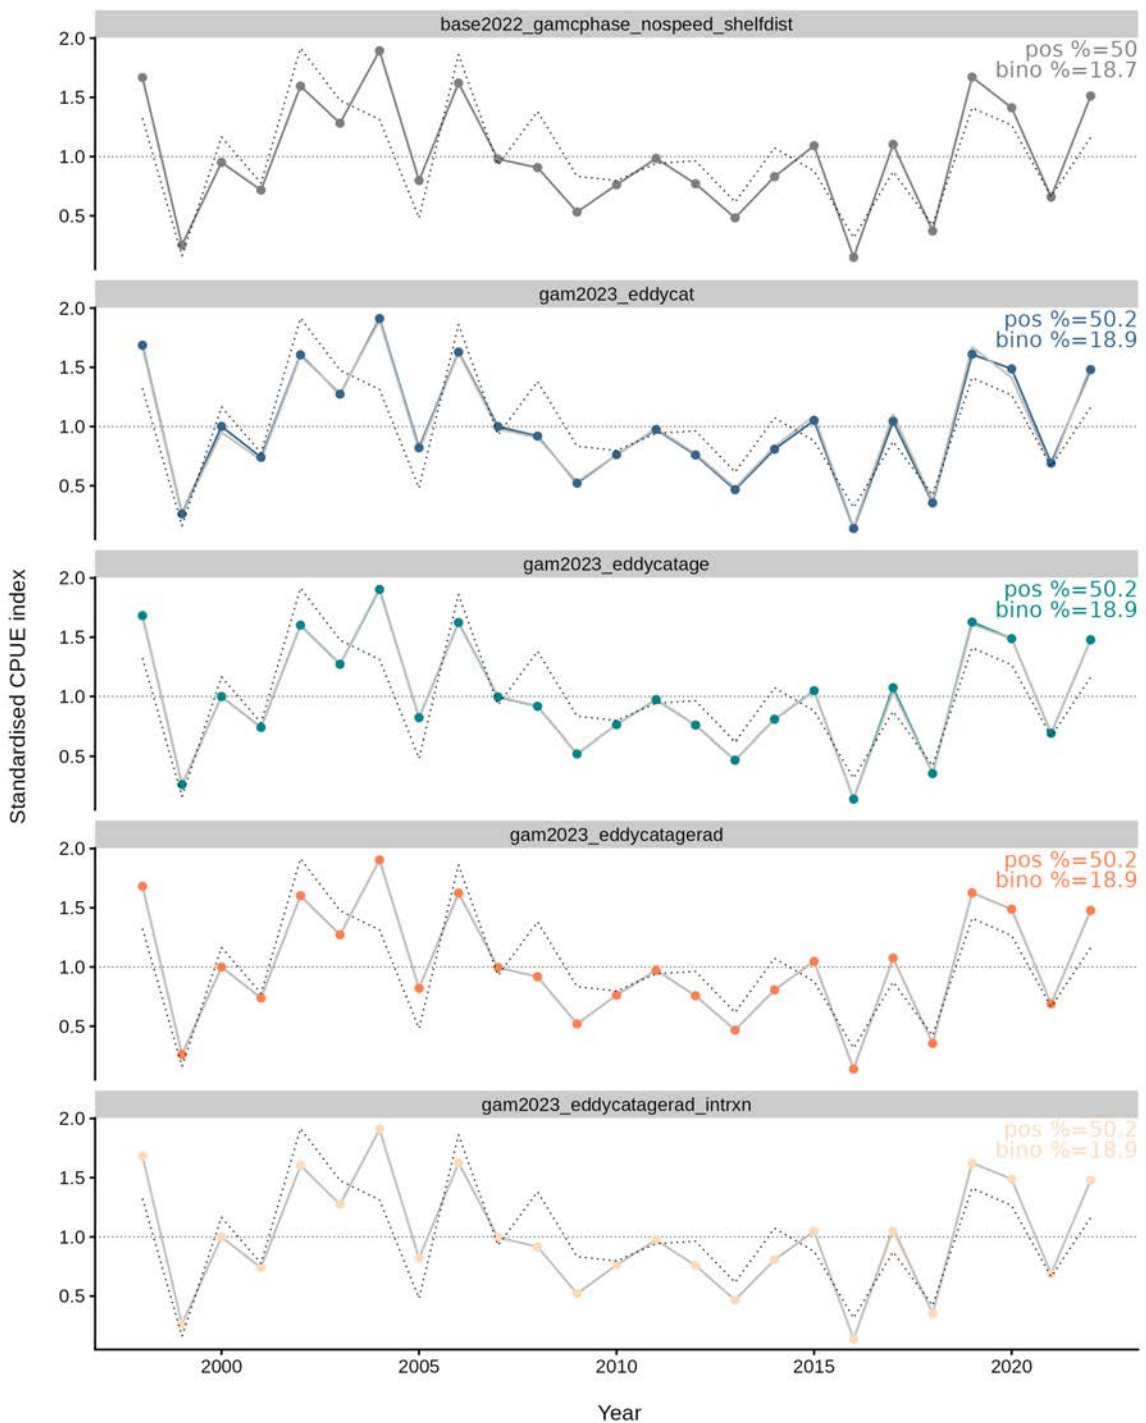 base2022_gamcphase_nospeed_shelfdist
2.0
1.5
1.0
0.5
pos %=50
bino %=18.7
gam2023_eddycat
2.0
1.5
1.0
0.5
pos %=50.2
bino %=18.9
gam2023_eddycatage
2.0
1.5
1.0
0.5
pos %=50.2
bino %=18.9
gam2023_eddycatagerad
2.0
1.5
1.0
0.5
pos %=50.2
bino %=18.9
gam2023_eddycatagerad_intrxn
2.0
1.5
1.0
0.5
pos %=50.2
bino %=18.9
Standardised CPUE index
2000
2005
2010
2015
2020
Year